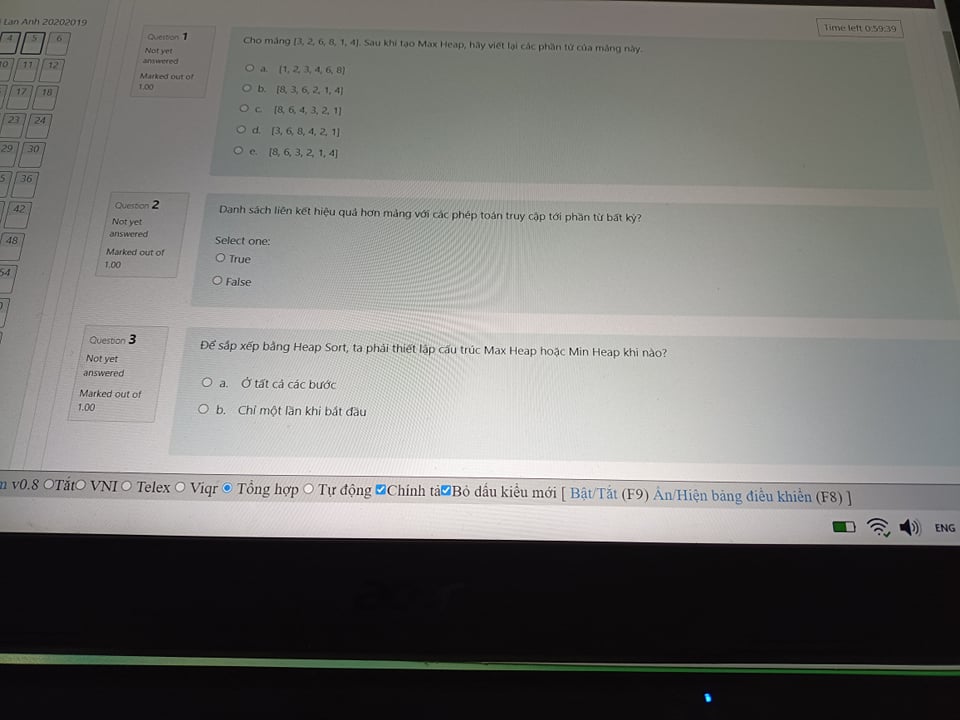 Lan Anh 20202019
Time left 0:59:39
4 5 6
10 11 12
17 18
23 24
29 30
36
42
48
54
Question 1
Not yet
answered
Marked out of
1.00
Cho mảng [3, 2, 6, 8, 1, 4]. Sau khi tạo Max Heap, hãy viết lại các phần tử của mảng này.
a. [1, 2, 3, 4, 6, 8]
b. [8, 3, 6, 2, 1, 4]
c. [8, 6, 4, 3, 2, 1]
d. [3, 6, 8, 4, 2, 1]
e. [8, 6, 3, 2, 1, 4]
Question 2
Not yet
answered
Marked out of
1.00
Danh sách liên kết hiệu quả hơn mảng với các phép toán truy cập tới phần tử bất kỳ?
Select one:
True
False
Question 3
Not yet
answered
Marked out of
1.00
Để sắp xếp bằng Heap Sort, ta phải thiết lập cấu trúc Max Heap hoặc Min Heap khi nào?
a. Ở tất cả các bước
b. Chỉ một lần khi bắt đầu
v0.8 Tắt VNI Telex Viqr Tổng hợp Tự động Chính tả Bỏ dấu kiểu mới [ Bật/Tắt (F9) Ẩn/Hiện bảng điều khiển (F8) ]
ENG
acer